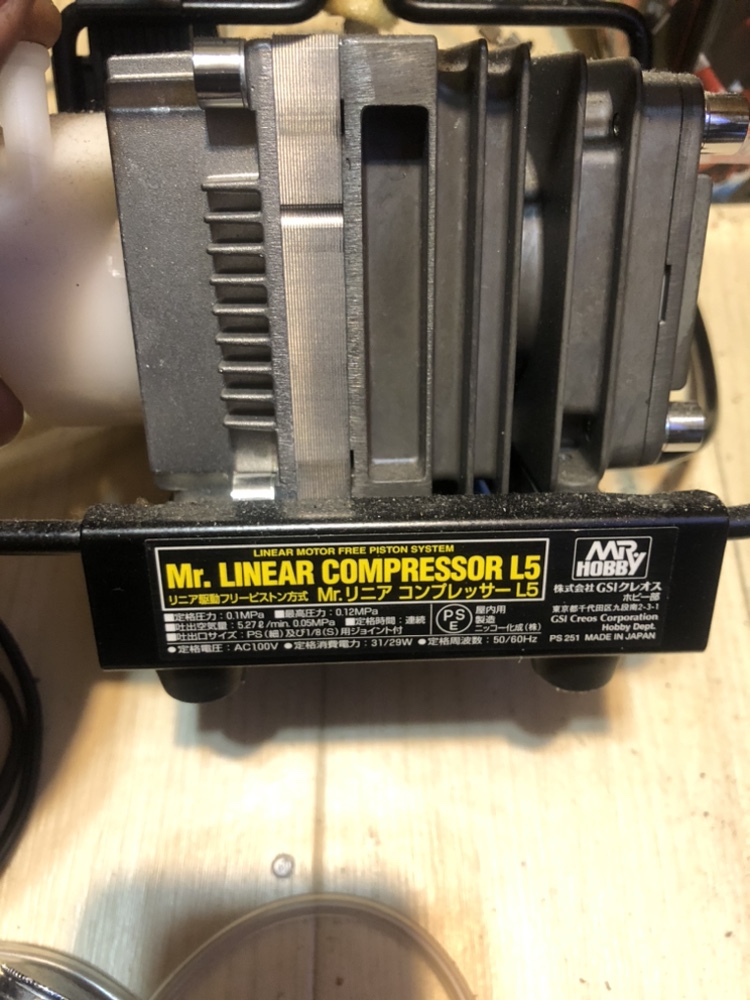 LINEAR MOTOR FREE PISTON SYSTEM
Mr. LINEAR COMPRESSOR L5
リニア駆動フリーピストン方式 Mr.リニア コンプレッサー L5
■定格圧力：0.1MPa ■最高圧力：0.12MPa
■吐出空気量：5.27ℓ/min. 0.05MPa ■定格時間：連続
■吐出口サイズ：PS(細)及び1/8(S)用ジョイント付
●定格電圧：AC100V ●定格消費電力：31/29W ●定格周波数：50/60Hz
PS
E
屋内用
製造
ニッコー化成(株)
MR
HOBBY
株式会社 GSIクレオス
ホビー部
東京都千代田区九段南2-3-1
GSI Creos Corporation
Hobby Dept.
PS 251 MADE IN JAPAN